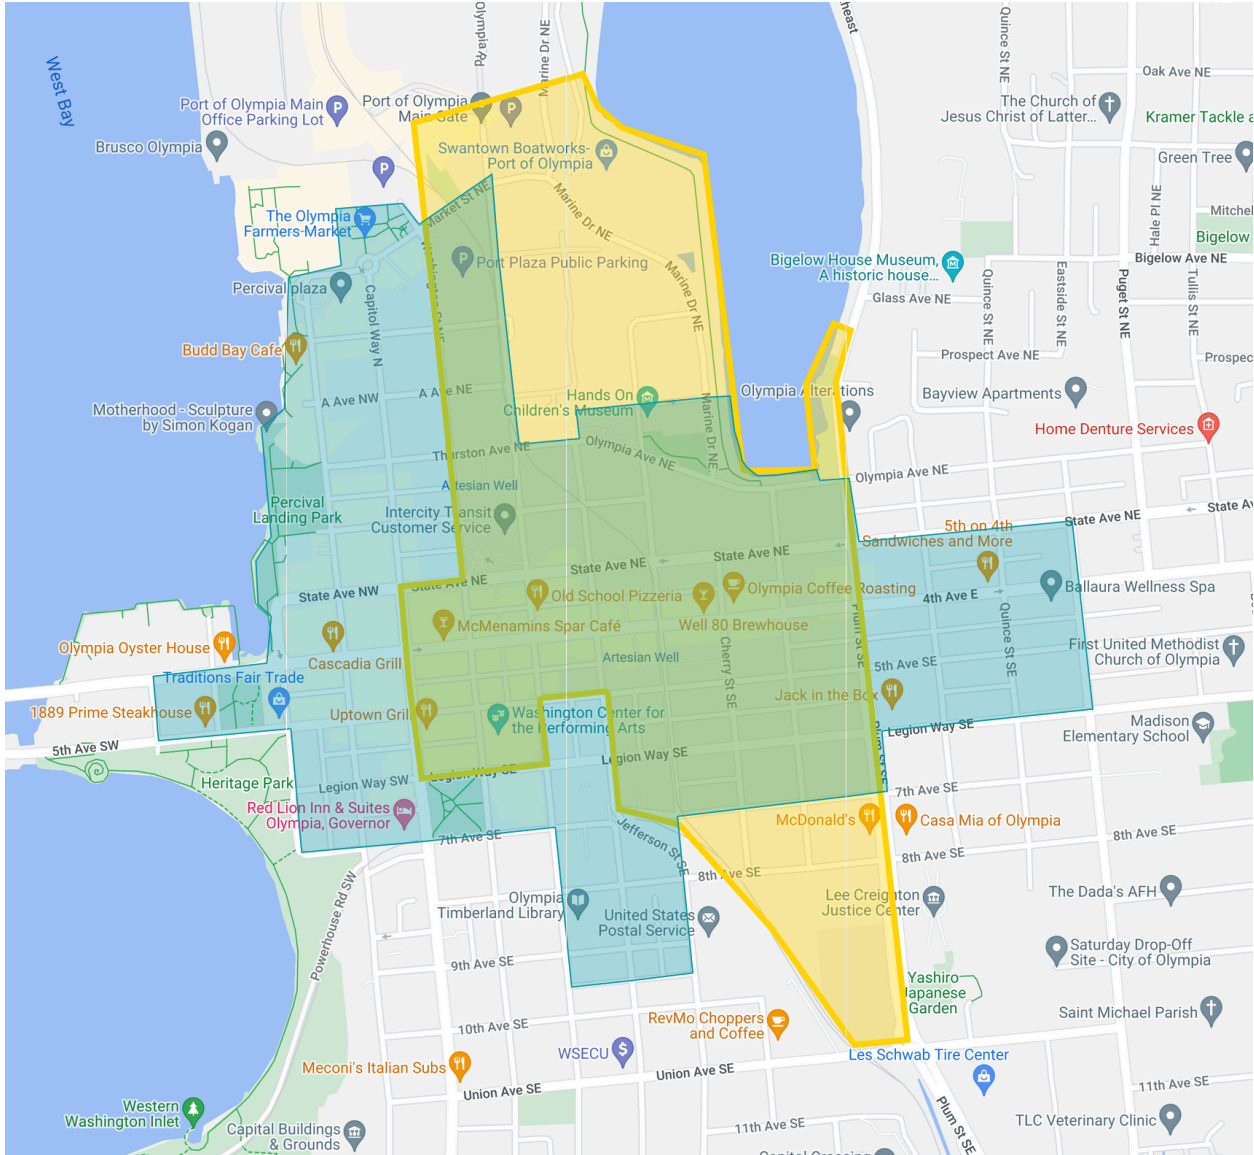 West Bay
Olympia Rd
Marine Dr NE
heast
Quince St NE
Oak Ave NE
Port of Olympia Main
Office Parking Lot
Port of Olympia
Main Gate
The Church of
Jesus Christ of Latter...
Kramer Tackle a
Brusco Olympia
Swantown Boatworks-
Port of Olympia
Green Tree
Market St NE
Marine Dr NE
Hale Pl NE
Mitchel
The Olympia
Farmers-Market
Bigelow
Port Plaza Public Parking
Marine Dr NE
Bigelow House Museum,
A historic house...
Bigelow Ave NE
Percival plaza
Capitol Way N
Glass Ave NE
Quince St NE
Eastside St NE
Puget St NE
Tullis St NE
Budd Bay Cafe
Prospect Ave NE
Prospec
A Ave NW
A Ave NE
Hands On
Children's Museum
Olympia Alterations
Bayview Apartments
Motherhood - Sculpture
by Simon Kogan
Marine Dr NE
Home Denture Services
Thurston Ave NE
Olympia Ave NE
Olympia Ave NE
Artesian Well
Percival
Landing Park
Intercity Transit
Customer Service
State Ave NE
State Av
5th on 4th
Sandwiches and More
State Ave NE
State Ave NE
State Ave NE
State Ave NW
Old School Pizzeria
Olympia Coffee Roasting
4th Ave E
Ballaura Wellness Spa
McMenamins Spar Café
Well 80 Brewhouse
Plum St SE
Quince St SE
Olympia Oyster House
Cascadia Grill
Artesian Well
Cherry St SE
5th Ave SE
First United Methodist
Church of Olympia
Traditions Fair Trade
1889 Prime Steakhouse
Uptown Grill
Washington Center for
the Performing Arts
Jack in the Box
Madison
Elementary School
5th Ave SW
Legion Way SE
Legion Way SE
Plum St SE
Legion Way SE
Heritage Park
Legion Way SW
7th Ave SE
Red Lion Inn & Suites
Olympia, Governor
McDonald's
Casa Mia of Olympia
7th Ave SE
Jefferson St SE
8th Ave SE
8th Ave SE
8th Ave SE
Powerhouse Rd SW
Olympia
Timberland Library
United States
Postal Service
Lee Creighton
Justice Center
The Dada's AFH
9th Ave SE
Saturday Drop-Off
Site - City of Olympia
Yashiro
Japanese
Garden
10th Ave SE
RevMo Choppers
and Coffee
Saint Michael Parish
WSECU
Les Schwab Tire Center
Meconi's Italian Subs
Union Ave SE
Union Ave SE
11th Ave SE
Western
Washington Inlet
Capital Buildings
& Grounds
11th Ave SE
Plum St SE
TLC Veterinary Clinic